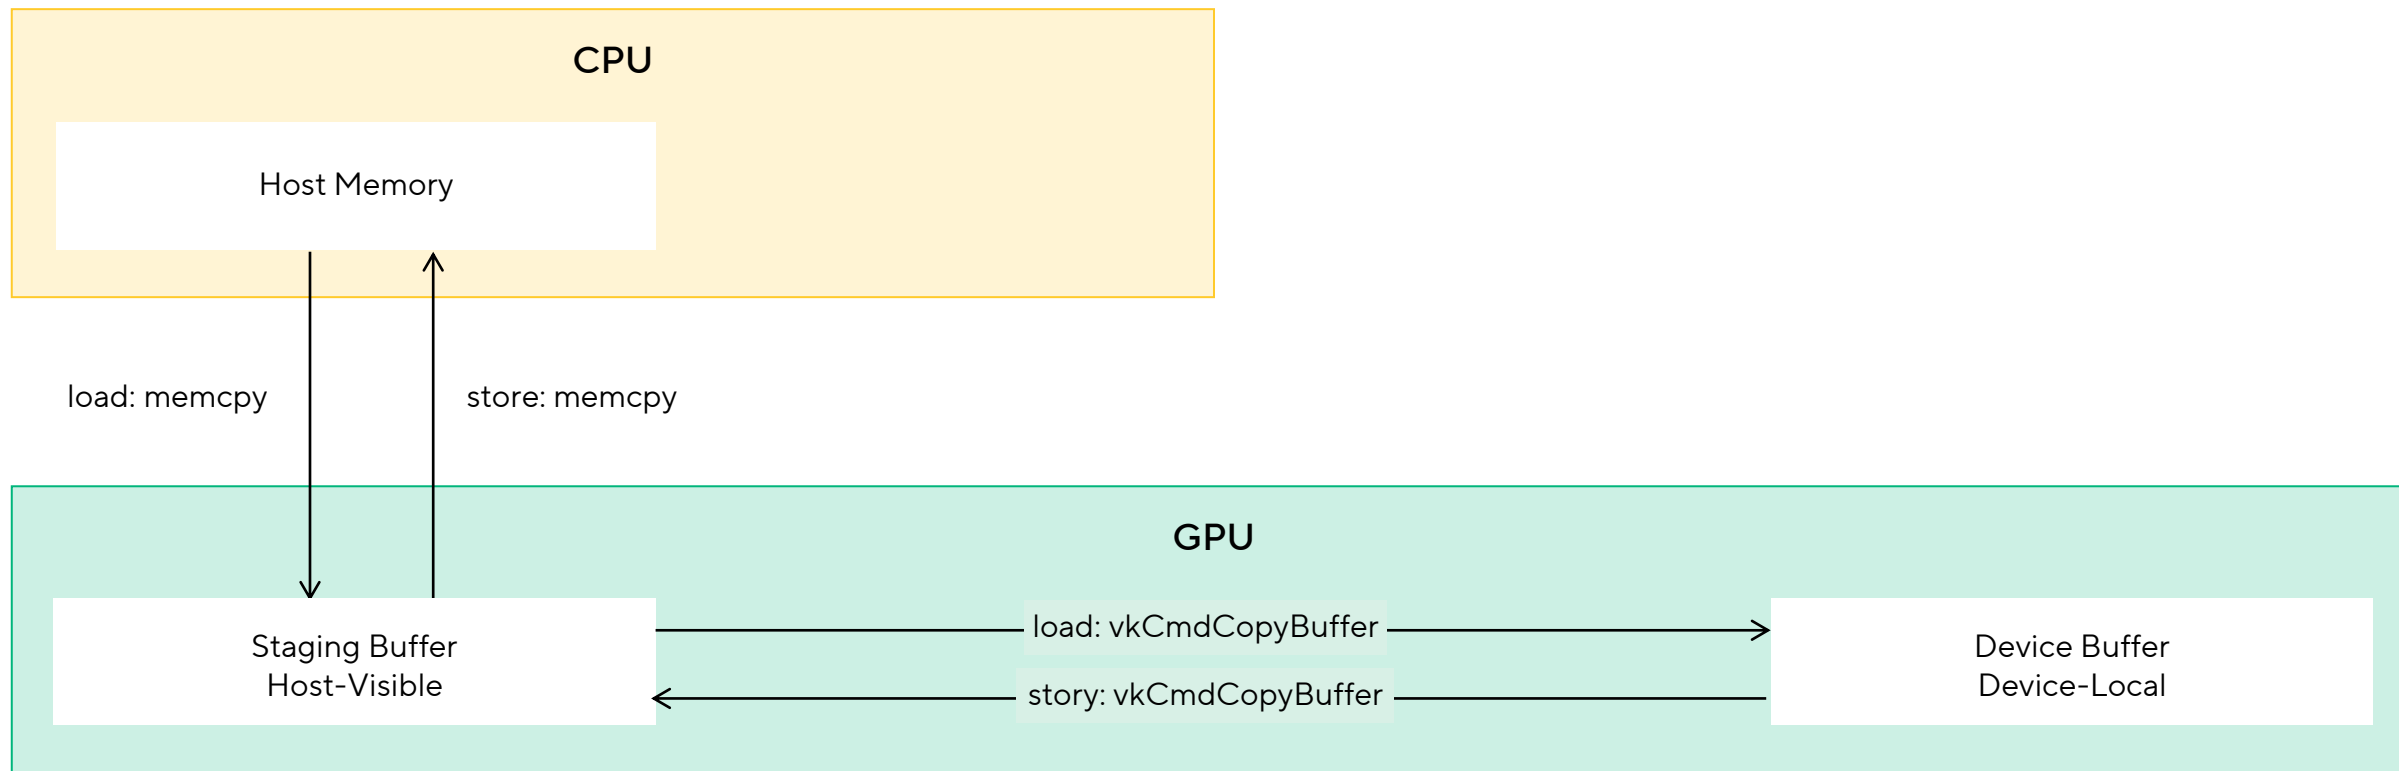 CPU
Host Memory
load: memcpy
store: memcpy
GPU
Staging Buffer
Host-Visible
load: vkCmdCopyBuffer
story: vkCmdCopyBuffer
Device Buffer
Device-Local